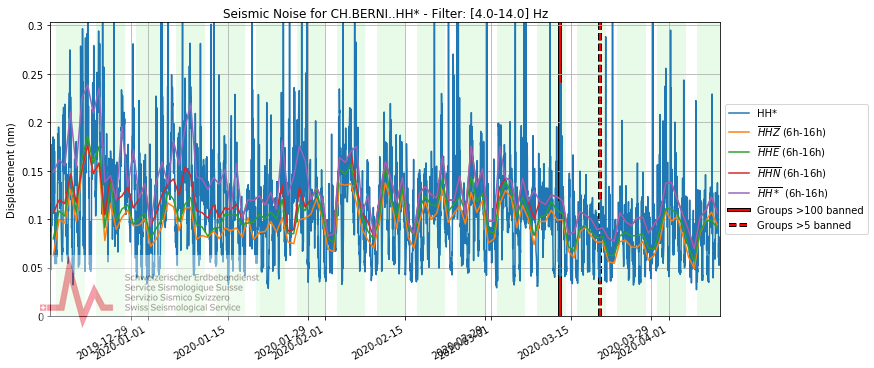 Seismic Noise for CH.BERNI..HH* - Filter: [4.0-14.0] Hz
Displacement (nm)
0.3
0.25
0.2
0.15
0.1
0.05
0
HH*
HHZ (6h-16h)
HHE (6h-16h)
HHN (6h-16h)
HH* (6h-16h)
Groups >100 banned
Groups >5 banned
Schweizerischer Erdbebendienst
Service Sismologique Suisse
Servizio Sismico Svizzero
Swiss Seismological Service
2019-12-29
2020-01-01
2020-01-15
2020-01-29
2020-02-01
2020-02-15
2020-03-01
2020-03-15
2020-03-29
2020-04-01